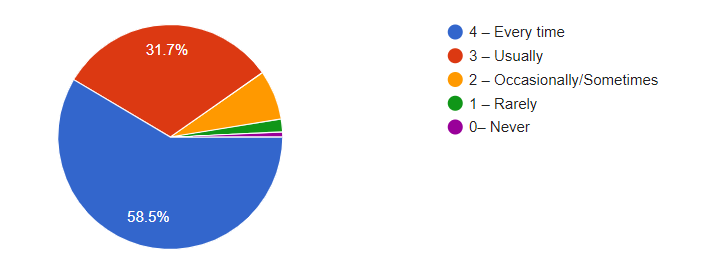 31.7%
58.5%
4 – Every time
3 – Usually
2 – Occasionally/Sometimes
1 – Rarely
0– Never